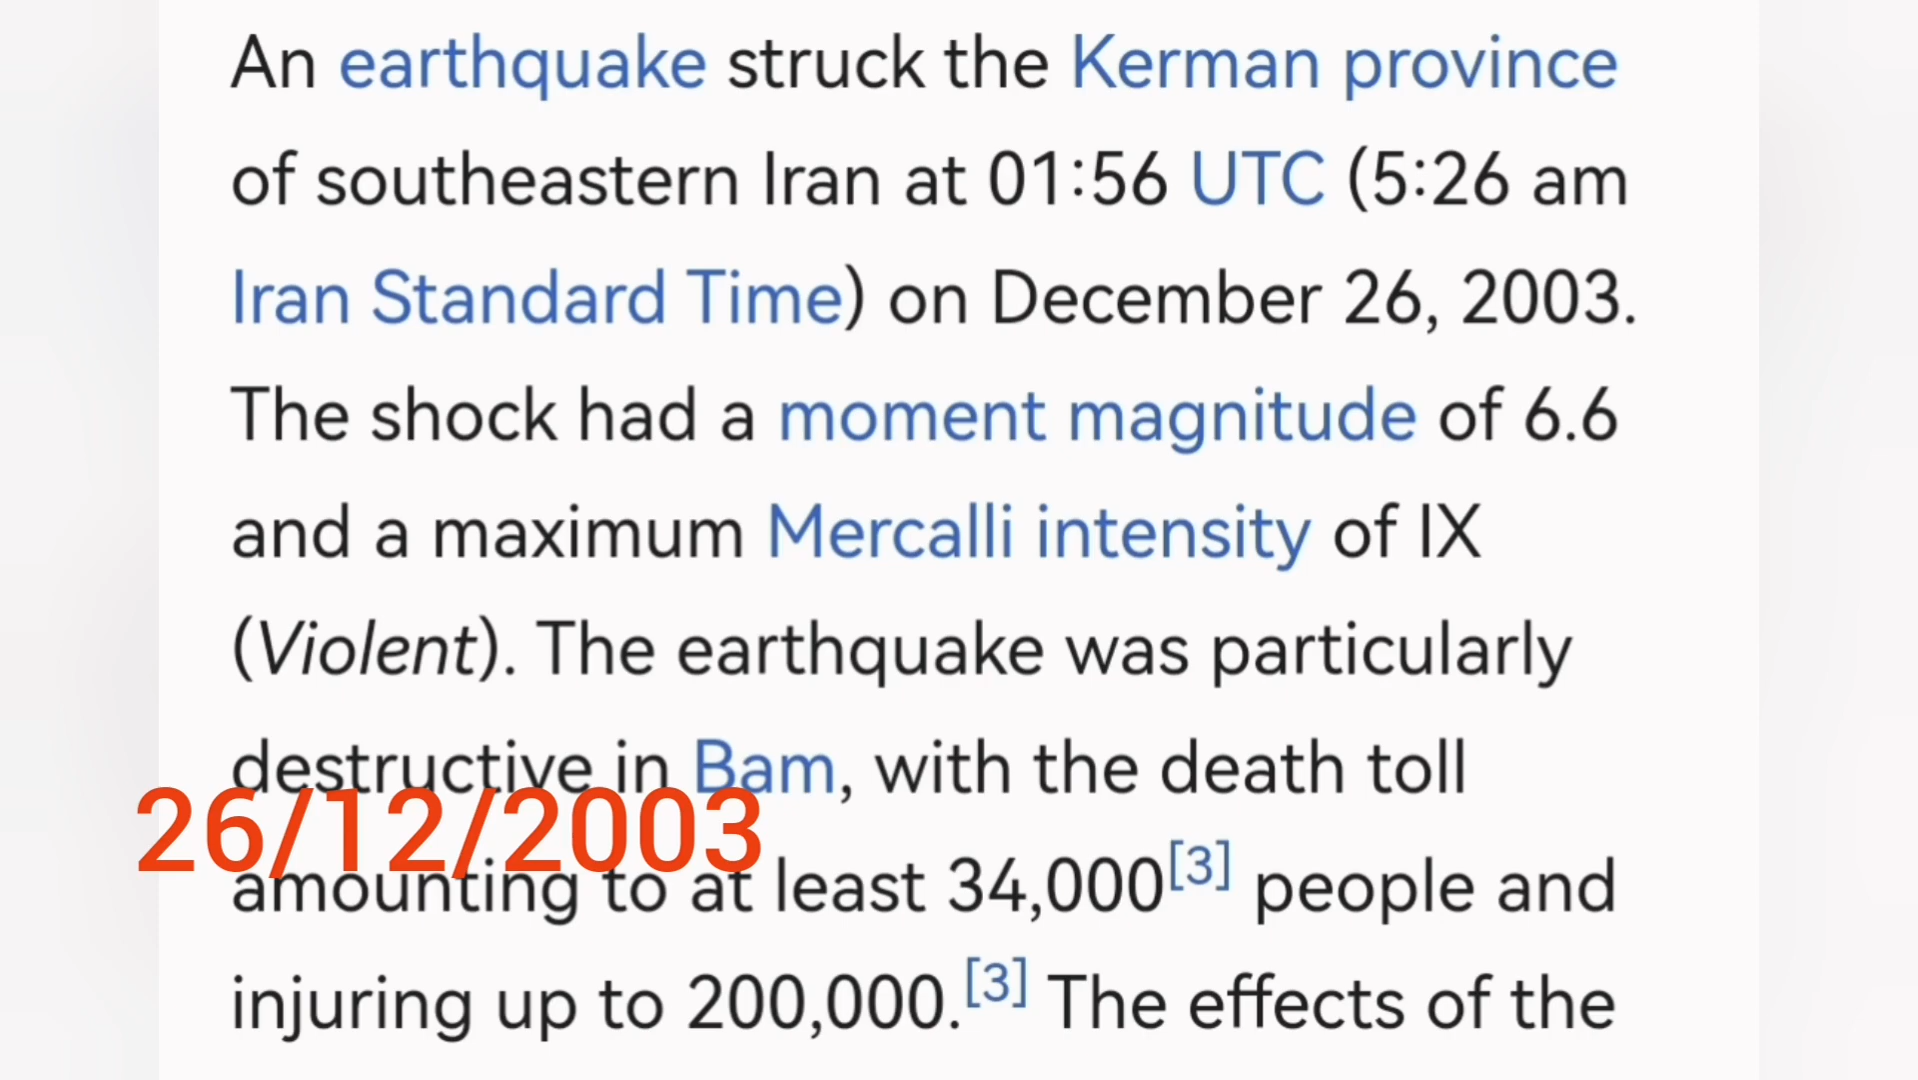 An earthquake struck the Kerman province
of southeastern Iran at 01:56 UTC (5:26 am
Iran Standard Time) on December 26, 2003.
The shock had a moment magnitude of 6.6
and a maximum Mercalli intensity of IX
(Violent). The earthquake was particularly
destructive in Bam, with the death toll
26/12/2003
amounting to at least 34,000[3] people and
injuring up to 200,000.[3] The effects of the